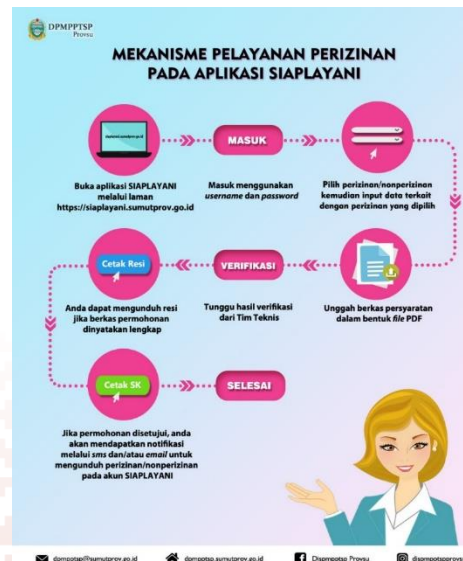 DPMPPTSP
Provsu
MEKANISME PELAYANAN PERIZINAN
PADA APLIKASI SIAPLAYANI
Buka aplikasi SIAPLAYANI
melalui laman
https://siaplayani.sumutprov.go.id
MASUK
Masuk menggunakan
username dan password
Pilih perizinan/nonperizinan
kemudian input data terkait
dengan perizinan yang dipilih
Cetak Resi
Anda dapat mengunduh resi
jika berkas permohonan
dinyatakan lengkap
VERIFIKASI
Tunggu hasil verifikasi
dari Tim Teknis
Unggah berkas persyaratan
dalam bentuk file PDF
Cetak SK
Jika permohonan disetujui, anda
akan mendapatkan notifikasi
melalui sms dan/atau email untuk
mengunduh perizinan/nonperizinan
pada akun SIAPLAYANI
SELESAI
dpmpptsp@sumutprov.go.id
dpmpptsp.sumutprov.go.id
Dispmpptsp Provsu
dispmpptspprovsu